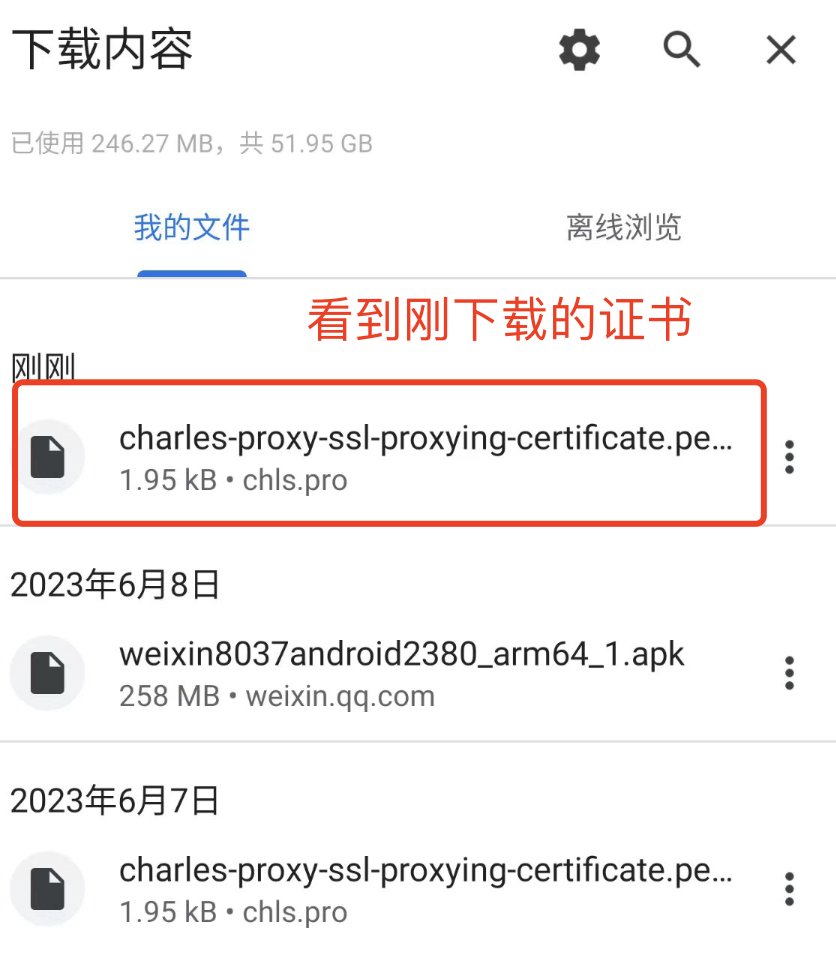 下载内容
已使用 246.27 MB，共 51.95 GB
我的文件
离线浏览
看到刚下载的证书
刚刚
charles-proxy-ssl-proxying-certificate.pe...
1.95 kB • chls.pro
2023年6月8日
weixin8037android2380_arm64_1.apk
258 MB • weixin.qq.com
2023年6月7日
charles-proxy-ssl-proxying-certificate.pe...
1.95 kB • chls.pro